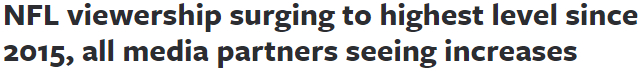 NFL viewership surging to highest level since
2015, all media partners seeing increases